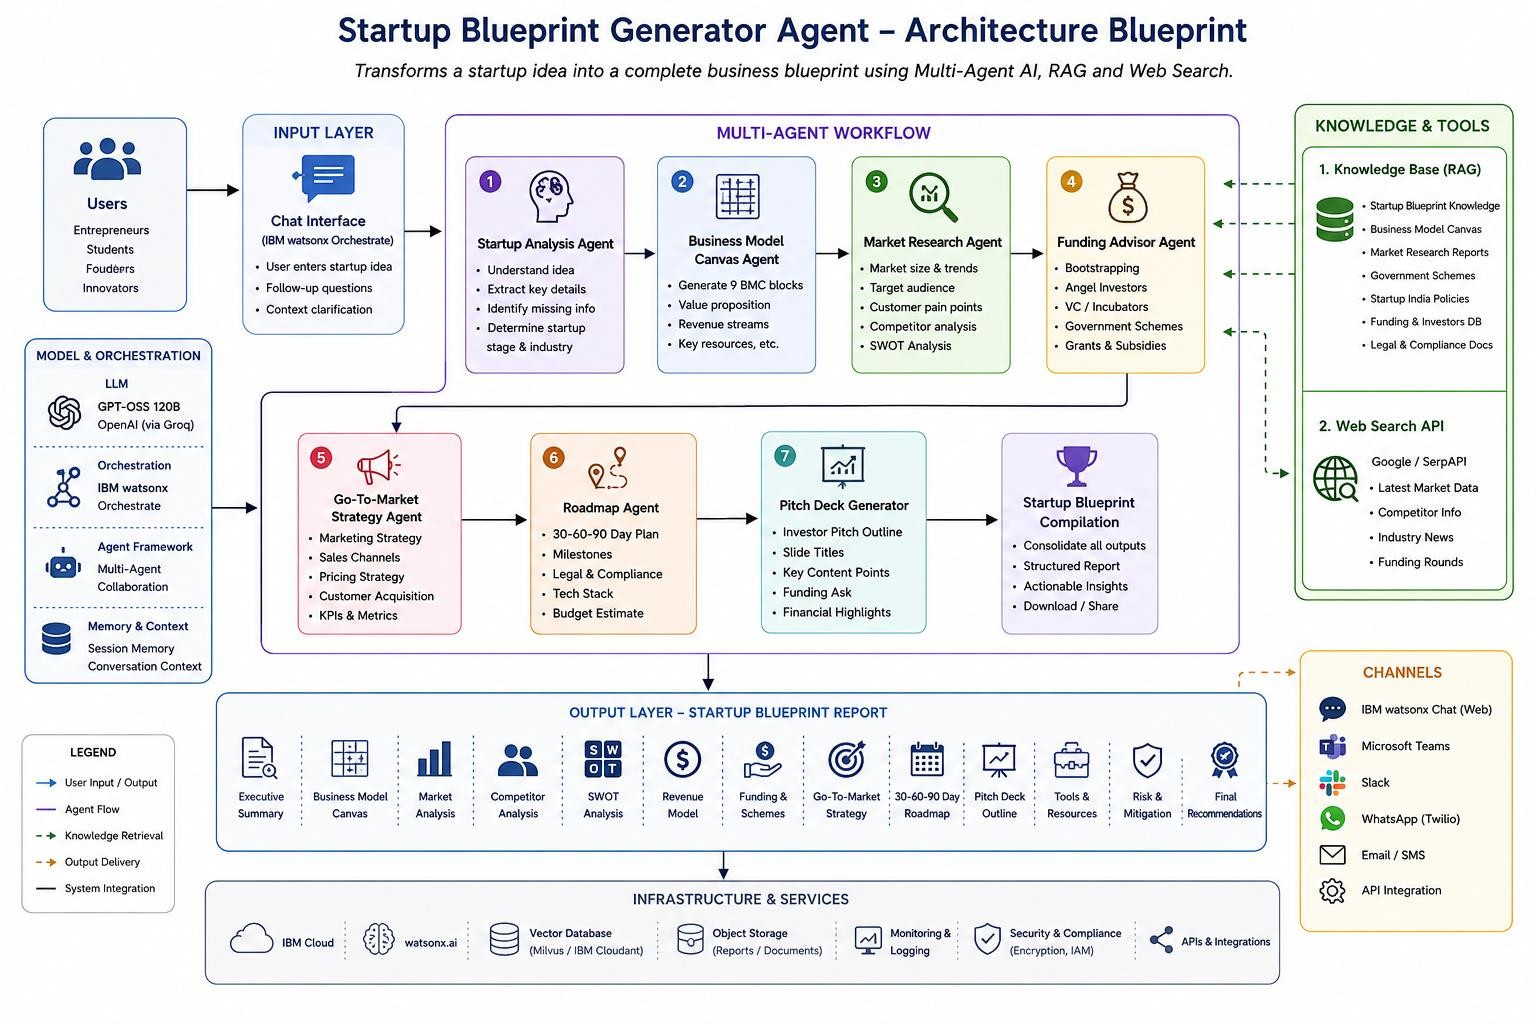 Startup Blueprint Generator Agent – Architecture Blueprint
Transforms a startup idea into a complete business blueprint using Multi-Agent AI, RAG and Web Search.
Users
Entrepreneurs
Students
Innovators
INPUT LAYER
Chat Interface
(IBM watsonx Orchestrate)
• User enters startup idea
• Follow-up questions
• Context clarification
MULTI-AGENT WORKFLOW
1
Startup Analysis Agent
• Understand idea
• Extract key details
• Identify missing info
• Determine startup
stage & industry
2
Business Model
Canvas Agent
• Generate 9 BMC blocks
• Value proposition
• Revenue streams
• Key resources, etc.
3
Market Research Agent
• Market size & trends
• Target audience
• Customer pain points
• Competitor analysis
• SWOT Analysis
4
$
Funding Advisor Agent
• Bootstrapping
• Angel Investors
• VC / Incubators
• Government Schemes
• Grants & Subsidies
5
Go-To-Market
Strategy Agent
• Marketing Strategy
• Sales Channels
• Pricing Strategy
• Customer Acquisition
• KPIs & Metrics
6
Roadmap Agent
• 30-60-90 Day Plan
• Milestones
• Legal & Compliance
• Tech Stack
• Budget Estimate
7
Pitch Deck Generator
• Investor Pitch Outline
• Slide Titles
• Key Content Points
• Funding Ask
• Financial Highlights
Startup Blueprint
Compilation
• Consolidate all outputs
• Structured Report
• Actionable Insights
• Download / Share
KNOWLEDGE & TOOLS
1. Knowledge Base (RAG)
• Startup Blueprint Knowledge
• Business Model Canvas
• Market Research Reports
• Government Schemes
• Startup India Policies
• Funding & Investors DB
• Legal & Compliance Docs
2. Web Search API
Google / SerpAPI
• Latest Market Data
• Competitor Info
• Industry News
• Funding Rounds
MODEL & ORCHESTRATION
LLM
GPT-OSS 120B
OpenAI (via Groq)
Orchestration
IBM watsonx
Orchestrate
Agent Framework
Multi-Agent
Collaboration
Memory & Context
Session Memory
Conversation Context
OUTPUT LAYER – STARTUP BLUEPRINT REPORT
Executive
Summary
Business Model
Canvas
Market
Analysis
Competitor
Analysis
S W
O T
SWOT
Analysis
$
Revenue
Model
$
Funding &
Schemes
Go-To-Market
Strategy
30-60-90 Day
Roadmap
Pitch Deck
Outline
Tools &
Resources
Risk &
Mitigation
Final
Recommendations
CHANNELS
IBM watsonx Chat (Web)
T
Microsoft Teams
Slack
WhatsApp (Twilio)
Email / SMS
API Integration
LEGEND
User Input / Output
Agent Flow
Knowledge Retrieval
Output Delivery
System Integration
INFRASTRUCTURE & SERVICES
IBM Cloud
watsonx.ai
Vector Database
(Milvus / IBM Cloudant)
Object Storage
(Reports / Documents)
Monitoring &
Logging
Security & Compliance
(Encryption, IAM)
APIs & Integrations